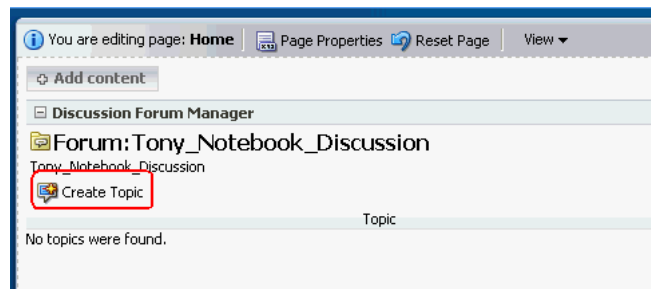 You are editing page: Home Page Properties Reset Page View
Add content
Discussion Forum Manager
Forum:Tony_Notebook_Discussion
Tony_Notebook_Discussion
Create Topic
Topic
No topics were found.